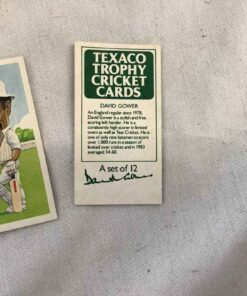 TEXACO
TROPHY
CRICKET
CARDS
DAVID GOWER
An England regular since 1978,
David Gower is a stylish and free
scoring left hander. He is a
consistently high scorer in limited
overs as well as Test Cricket. He is
one of only nine batsmen to score
over 1,000 runs in a season of
limited over cricket and in 1983
averaged 54.60.
A set of 12
David Gower